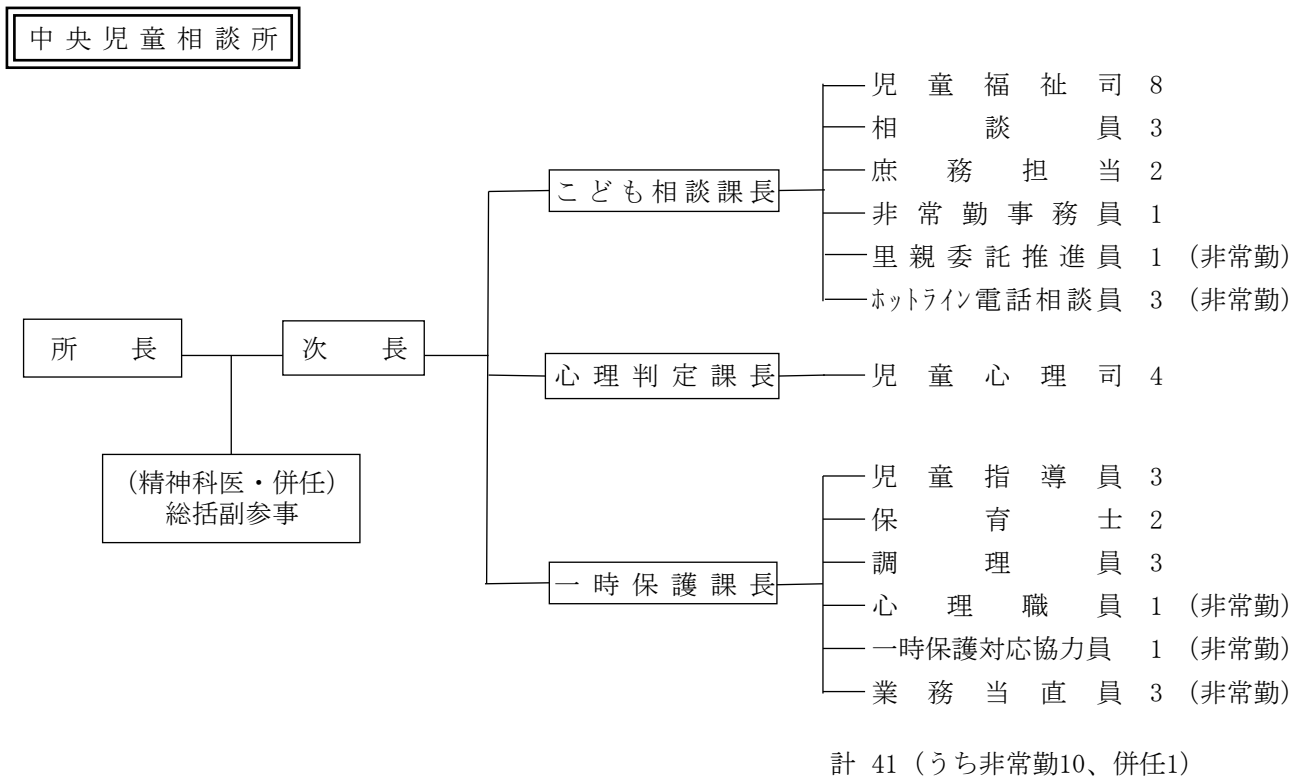 中央児童相談所
児童福祉司 8
相談員 3
こども相談課長
庶務担当 2
非常勤事務員 1
里親委託推進員 1 (非常勤)
ﾎｯﾄﾗｲﾝ電話相談員 3 (非常勤)
所長
次長
心理判定課長
児童心理司 4
(精神科医・併任)
総括副参事
児童指導員 3
保育士 2
調理員 3
一時保護課長
心理職員 1 (非常勤)
一時保護対応協力員 1 (非常勤)
業務当直員 3 (非常勤)
計 41 (うち非常勤10、併任1)